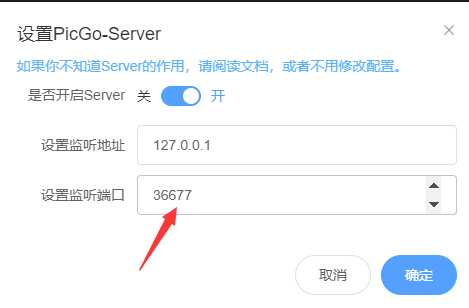 设置PicGo-Server
如果你不知道Server的作用，请阅读文档，或者不用修改配置。
是否开启Server 关 开
设置监听地址 127.0.0.1
设置监听端口 36677
取消 确定